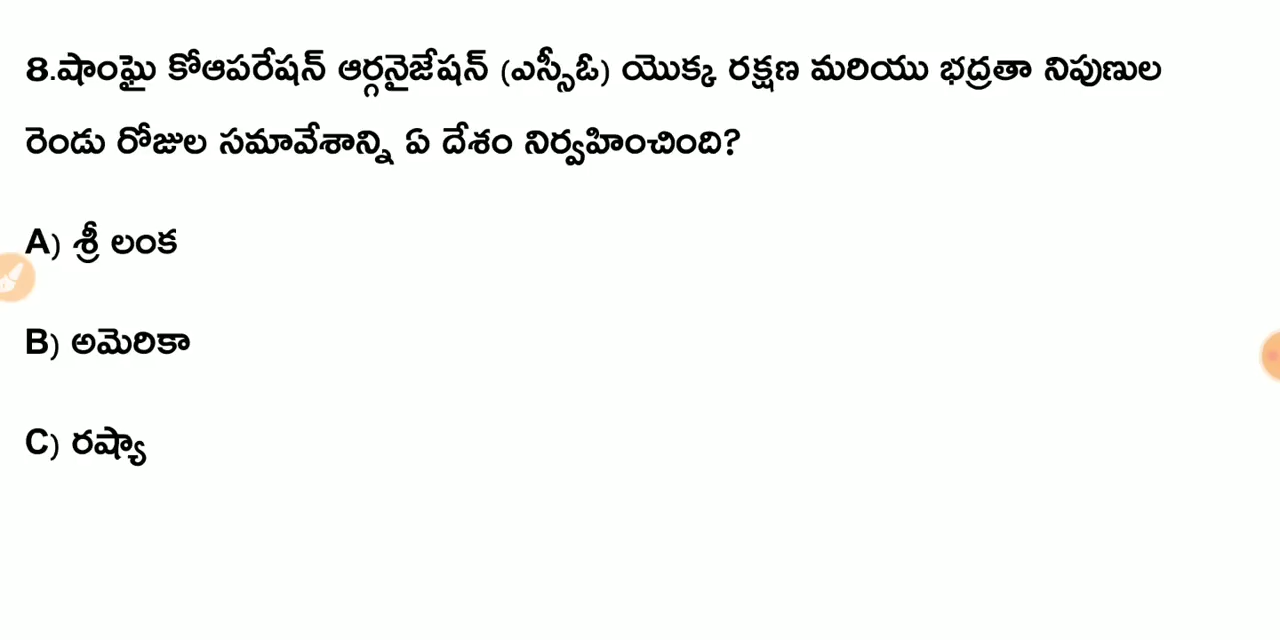 8.షాంఘై కోఆపరేషన్ ఆర్గనైజేషన్ (ఎస్సీఓ) యొక్క రక్షణ మరియు భద్రతా నిపుణుల
రెండు రోజుల సమావేశాన్ని ఏ దేశం నిర్వహించింది?
A) శ్రీ లంక
B) అమెరికా
C) రష్యా